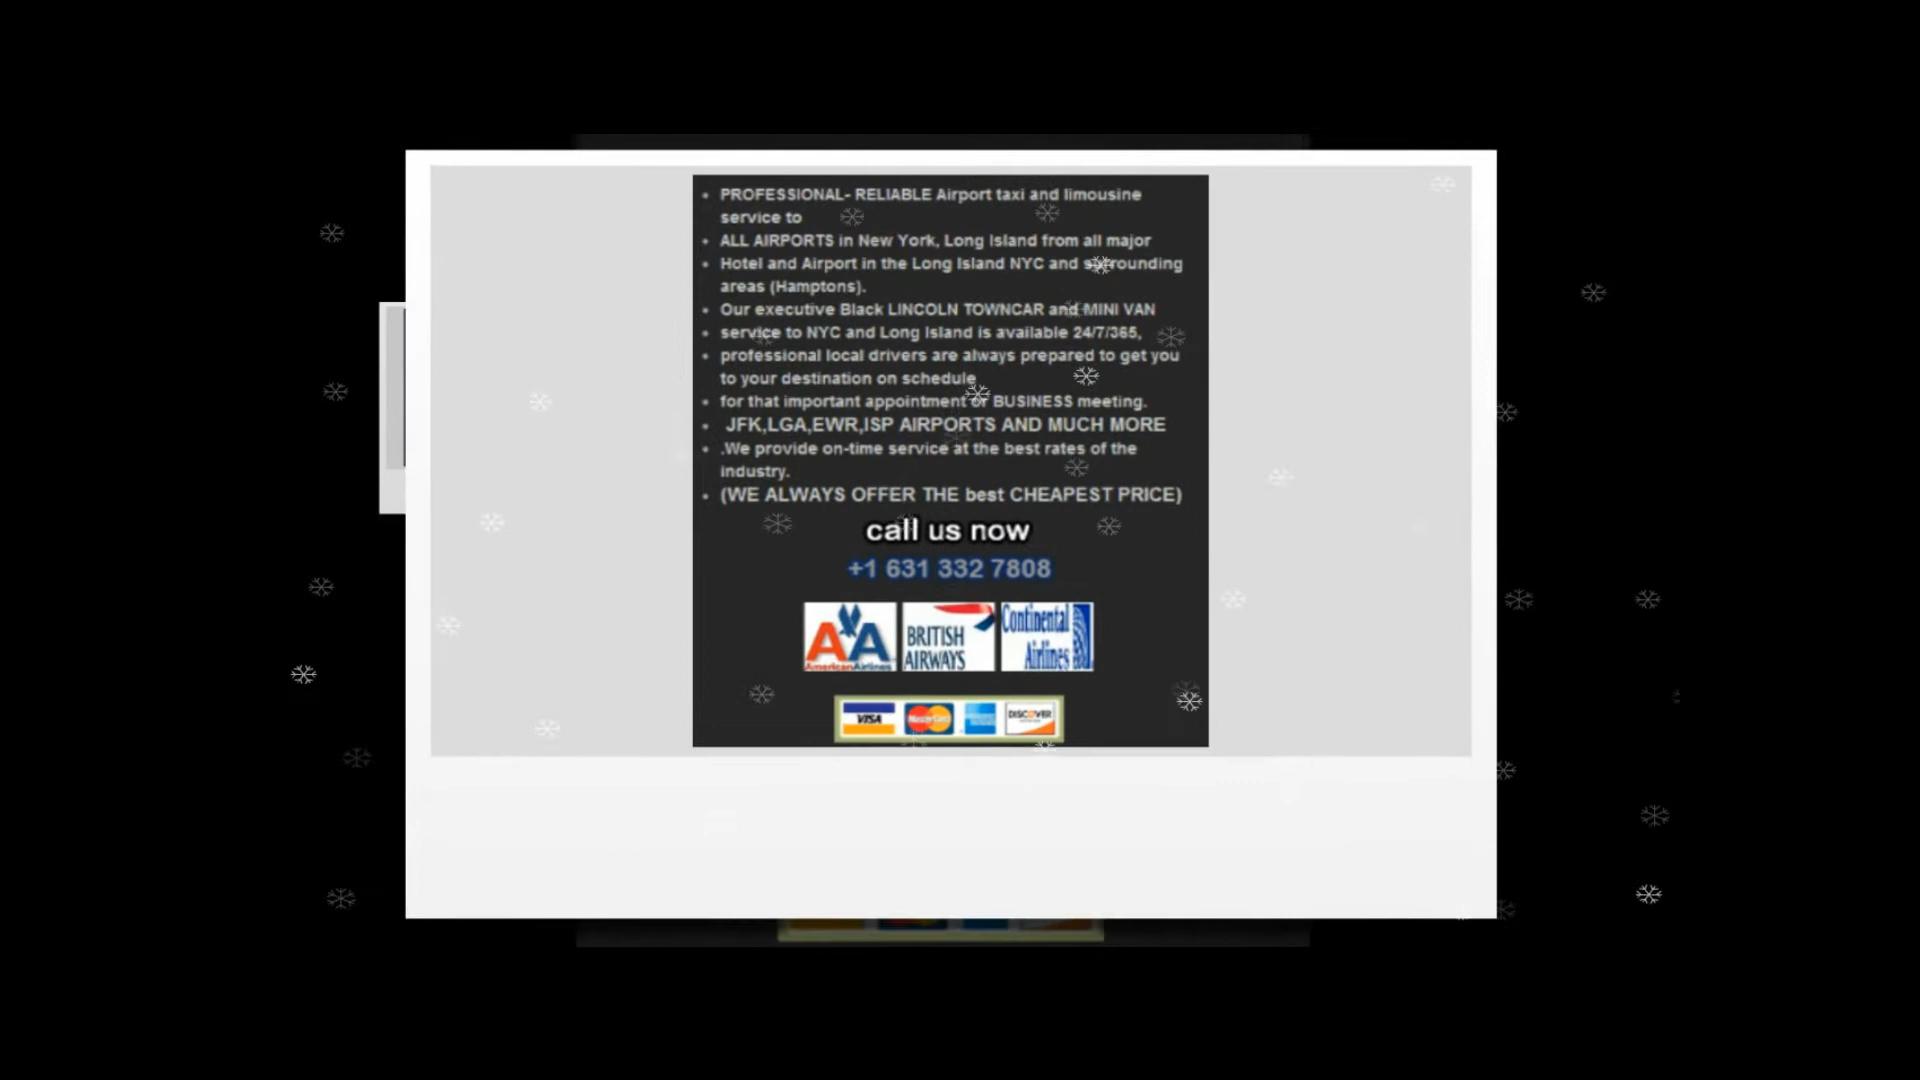 PROFESSIONAL- RELIABLE Airport taxi and limousine
service to
ALL AIRPORTS in New York, Long Island from all major
Hotel and Airport in the Long Island NYC and surrounding
areas (Hamptons).
Our executive Black LINCOLN TOWNCAR and MINI VAN
service to NYC and Long Island is available 24/7/365,
professional local drivers are always prepared to get you
to your destination on schedule
for that important appointment or BUSINESS meeting.
JFK,LGA,EWR,ISP AIRPORTS AND MUCH MORE
.We provide on-time service at the best rates of the
industry.
(WE ALWAYS OFFER THE best CHEAPEST PRICE)
call us now
+1 631 332 7808
AA BRITISH Continental
AmericanAirlines AIRWAYS Airlines
VISA MasterCard DISCOVER